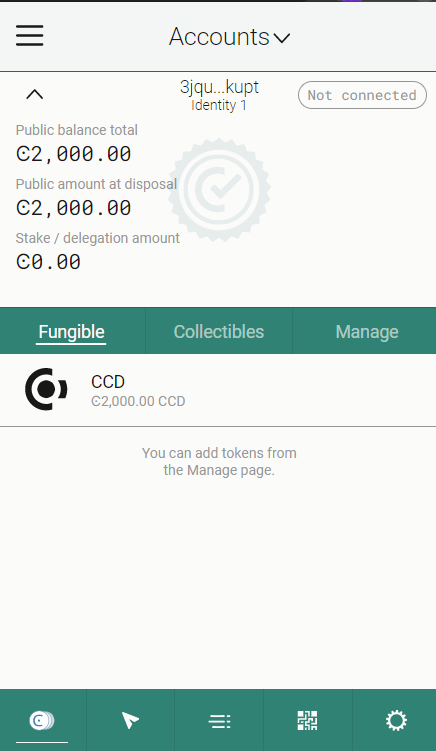 Accounts
3jqu...kupt
Identity 1
Not connected
Public balance total
Ͼ2,000.00
Public amount at disposal
Ͼ2,000.00
Stake / delegation amount
Ͼ0.00
Fungible
Collectibles
Manage
CCD
Ͼ2,000.00 CCD
You can add tokens from
the Manage page.